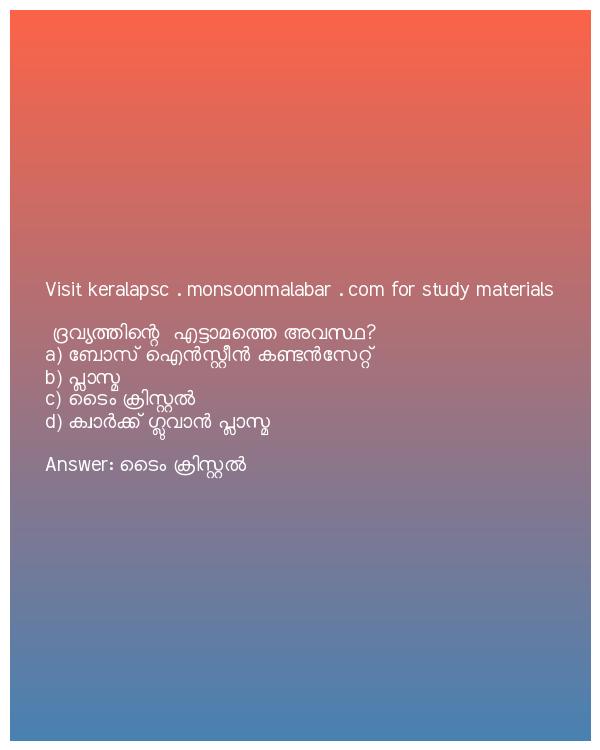 Visit keralapsc . monsoonmalabar . com for study materials
ദ്രവ്യത്തിന്റെ എട്ടാമത്തെ അവസ്ഥ?
a) ബോസ് ഐൻസ്റ്റീൻ കണ്ടൻസേറ്റ്
b) പ്ലാസ്മ
c) ടൈം ക്രിസ്റ്റൽ
d) ക്വാർക്ക് ഗ്ലുവാൻ പ്ലാസ്മ
Answer: ടൈം ക്രിസ്റ്റൽ